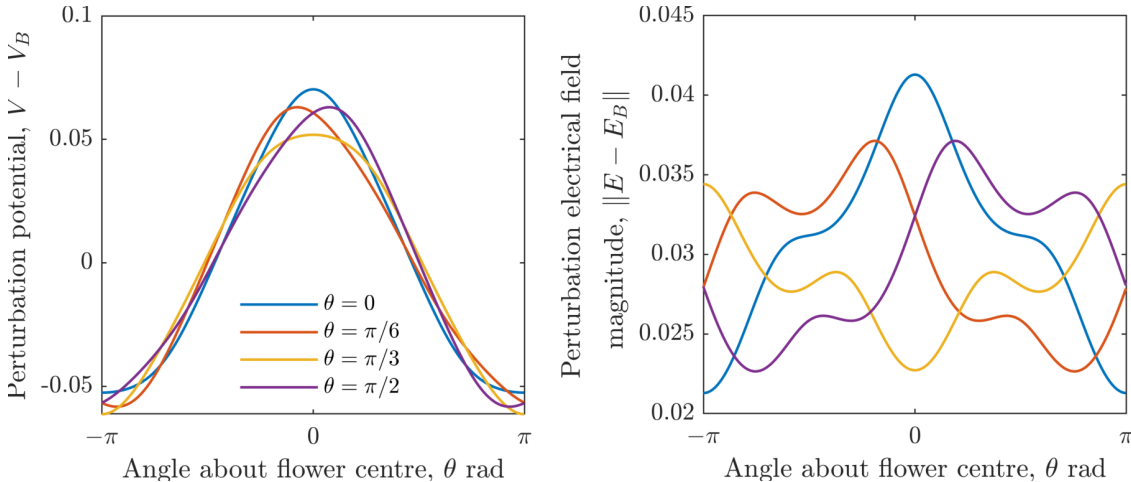 Perturbation potential, V − V_B
0.1
0.05
0
-0.05
θ = 0
θ = π/6
θ = π/3
θ = π/2
−π
0
π
Angle about flower centre, θ rad
Perturbation electrical field
magnitude, ‖E − E_B‖
0.045
0.04
0.035
0.03
0.025
0.02
−π
0
π
Angle about flower centre, θ rad